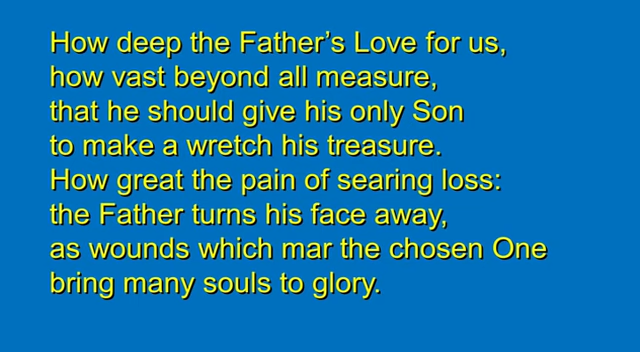 How deep the Father’s Love for us,
how vast beyond all measure,
that he should give his only Son
to make a wretch his treasure.
How great the pain of searing loss:
the Father turns his face away,
as wounds which mar the chosen One
bring many souls to glory.